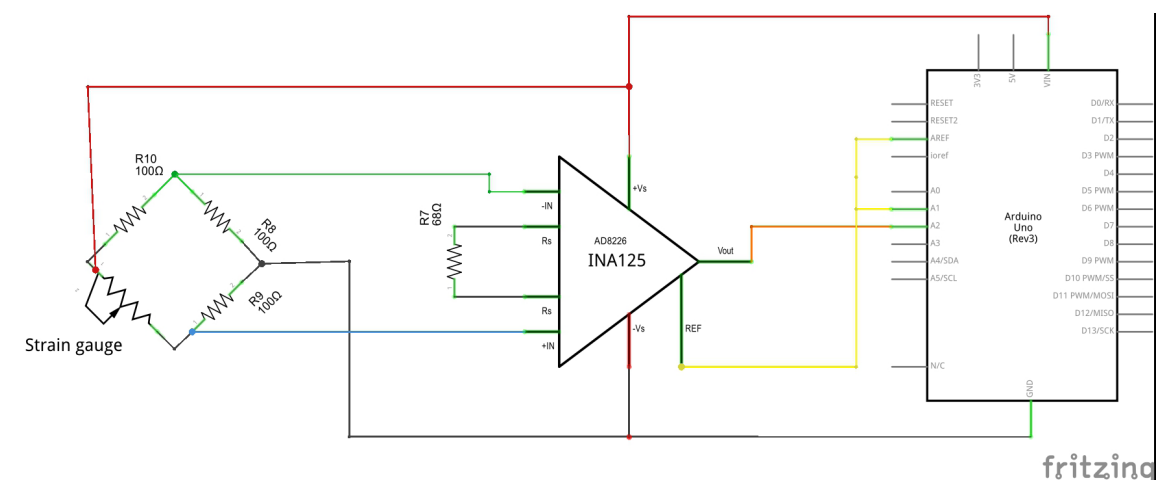 3V3
5V
VIN
RESET
RESET2
AREF
ioref
A0
A1
A2
A3
A4/SDA
A5/SCL
N/C
GND
D0/RX
D1/TX
D2
D3 PWM
D4
D5 PWM
D6 PWM
D7
D8
D9 PWM
D10 PWM/SS
D11 PWM/MOSI
D12/MISO
D13/SCK
Arduino
Uno
(Rev3)
R10
100Ω
R8
100Ω
R9
100Ω
R7
68Ω
Strain gauge
-IN
Rs
Rs
+IN
+Vs
-Vs
AD8226
INA125
Vout
REF
fritzing